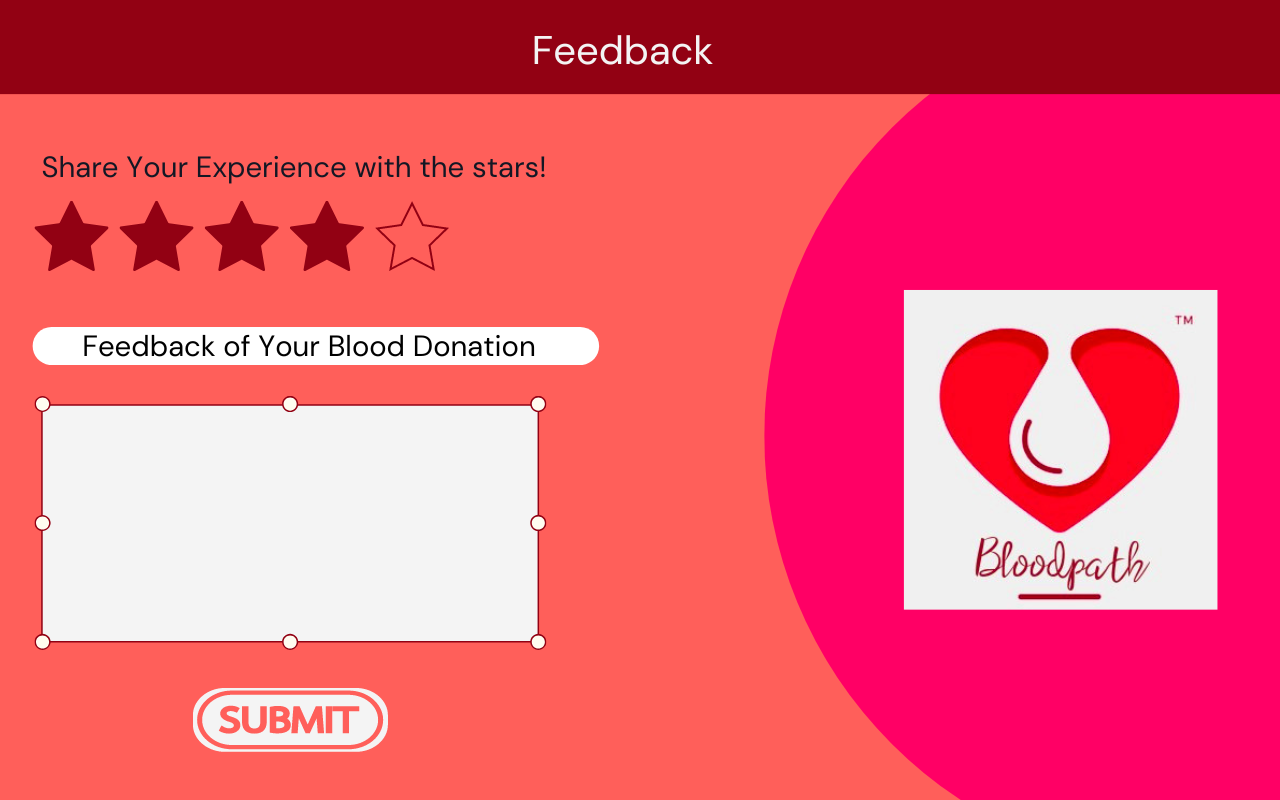 Feedback
Share Your Experience with the stars!
Feedback of Your Blood Donation
TM
Bloodpath
SUBMIT